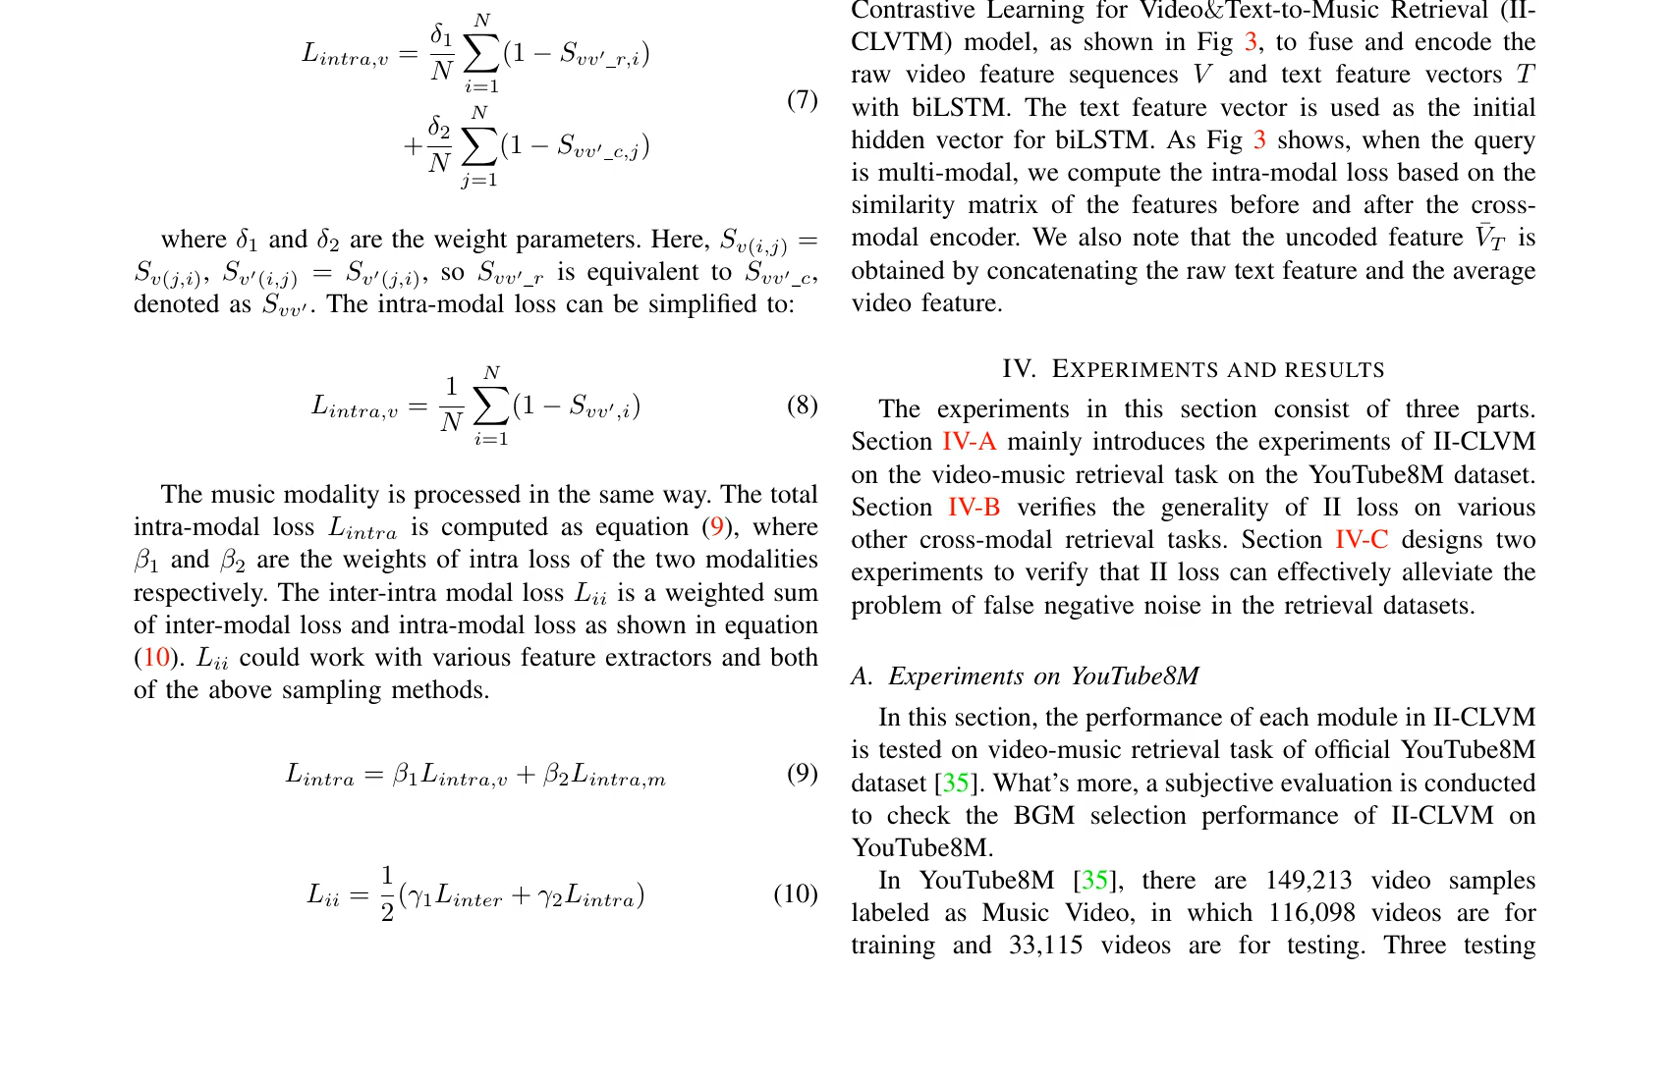 L_{intra,v} = \frac{\delta_1}{N} \sum_{i=1}^{N} (1 - S_{vv'\_r,i})
+ \frac{\delta_2}{N} \sum_{j=1}^{N} (1 - S_{vv'\_c,j}) (7)
where δ_1 and δ_2 are the weight parameters. Here, S_{v(i,j)} =
S_{v(j,i)}, S_{v'(i,j)} = S_{v'(j,i)}, so S_{vv'\_r} is equivalent to S_{vv'\_c},
denoted as S_{vv'}. The intra-modal loss can be simplified to:
L_{intra,v} = \frac{1}{N} \sum_{i=1}^{N} (1 - S_{vv',i}) (8)
The music modality is processed in the same way. The total
intra-modal loss L_{intra} is computed as equation (9), where
β_1 and β_2 are the weights of intra loss of the two modalities
respectively. The inter-intra modal loss L_{ii} is a weighted sum
of inter-modal loss and intra-modal loss as shown in equation
(10). L_{ii} could work with various feature extractors and both
of the above sampling methods.
L_{intra} = β_1 L_{intra,v} + β_2 L_{intra,m} (9)
L_{ii} = \frac{1}{2} (γ_1 L_{inter} + γ_2 L_{intra}) (10)
Contrastive Learning for Video&Text-to-Music Retrieval (II-
CLVTM) model, as shown in Fig 3, to fuse and encode the
raw video feature sequences V and text feature vectors T
with biLSTM. The text feature vector is used as the initial
hidden vector for biLSTM. As Fig 3 shows, when the query
is multi-modal, we compute the intra-modal loss based on the
similarity matrix of the features before and after the cross-
modal encoder. We also note that the uncoded feature \bar{V}_T is
obtained by concatenating the raw text feature and the average
video feature.
IV. EXPERIMENTS AND RESULTS
The experiments in this section consist of three parts.
Section IV-A mainly introduces the experiments of II-CLVM
on the video-music retrieval task on the YouTube8M dataset.
Section IV-B verifies the generality of II loss on various
other cross-modal retrieval tasks. Section IV-C designs two
experiments to verify that II loss can effectively alleviate the
problem of false negative noise in the retrieval datasets.
A. Experiments on YouTube8M
In this section, the performance of each module in II-CLVM
is tested on video-music retrieval task of official YouTube8M
dataset [35]. What's more, a subjective evaluation is conducted
to check the BGM selection performance of II-CLVM on
YouTube8M.
In YouTube8M [35], there are 149,213 video samples
labeled as Music Video, in which 116,098 videos are for
training and 33,115 videos are for testing. Three testing